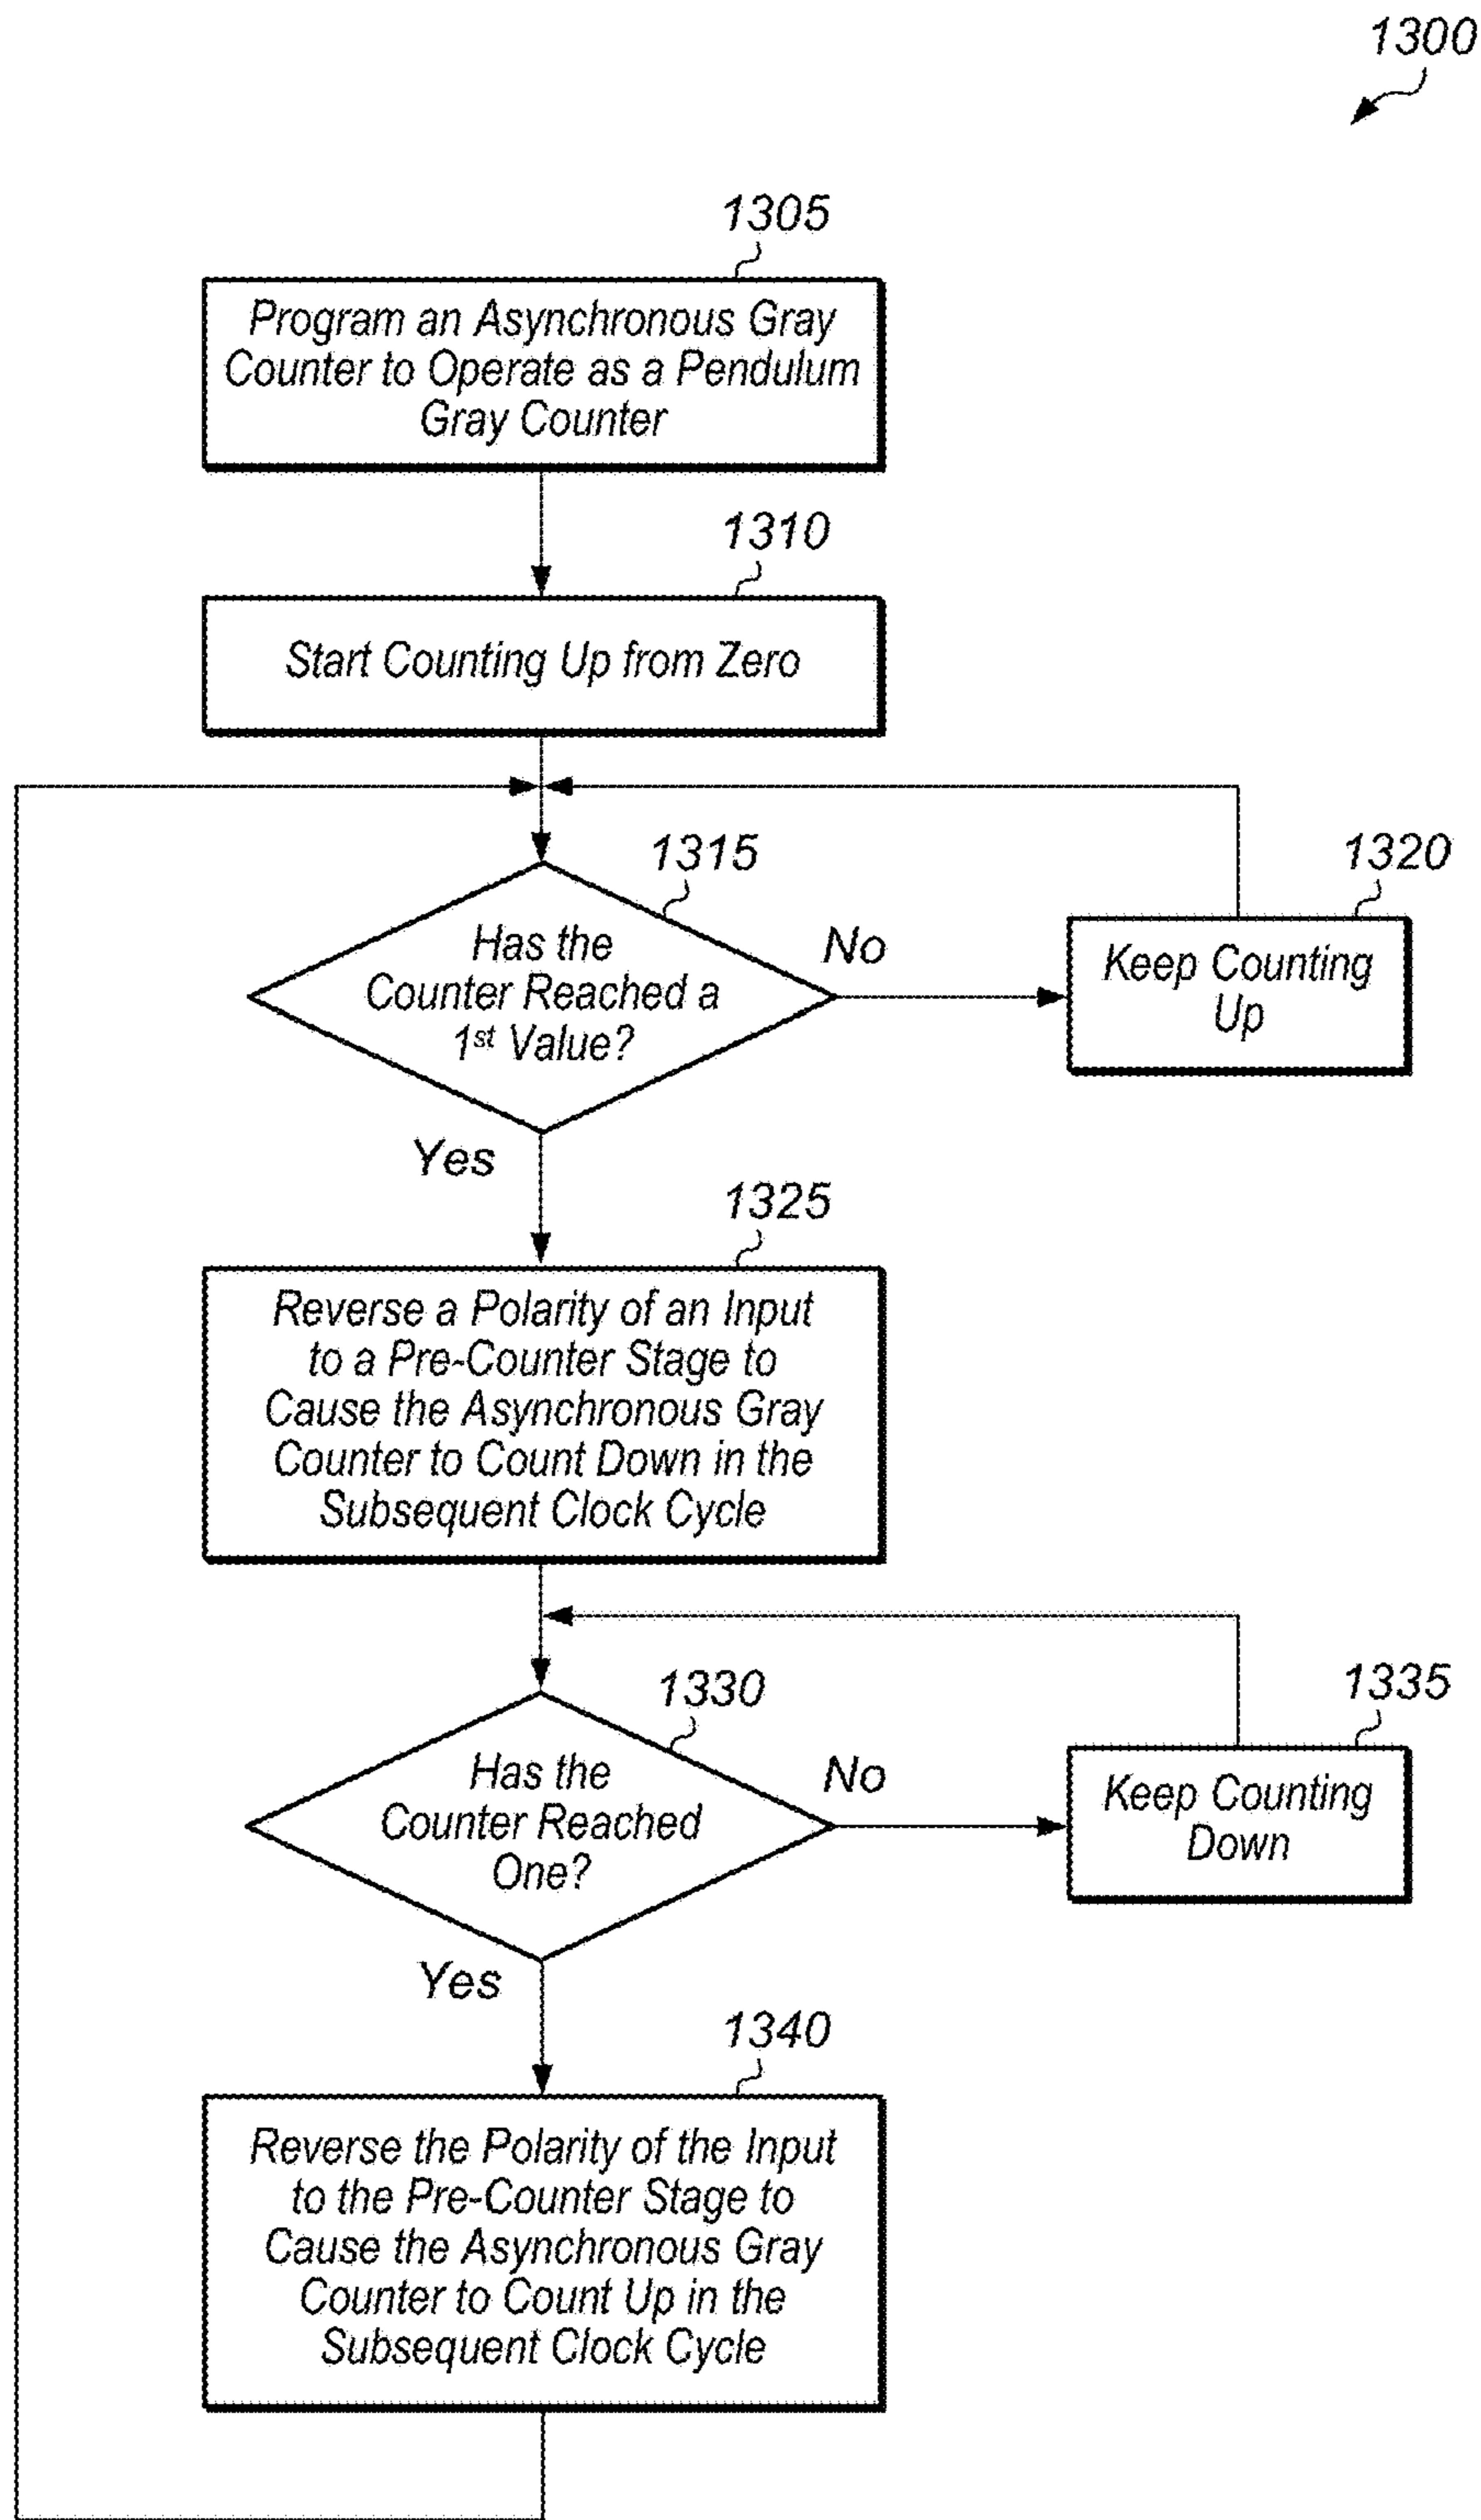 1300
1305
Program an Asynchronous Gray
Counter to Operate as a Pendulum
Gray Counter
1310
Start Counting Up from Zero
1315
Has the
Counter Reached a
1st Value?
No
1320
Keep Counting
Up
Yes
1325
Reverse a Polarity of an Input
to a Pre-Counter Stage to
Cause the Asynchronous Gray
Counter to Count Down in the
Subsequent Clock Cycle
1330
Has the
Counter Reached
One?
No
1335
Keep Counting
Down
Yes
1340
Reverse the Polarity of the Input
to the Pre-Counter Stage to
Cause the Asynchronous Gray
Counter to Count Up in the
Subsequent Clock Cycle